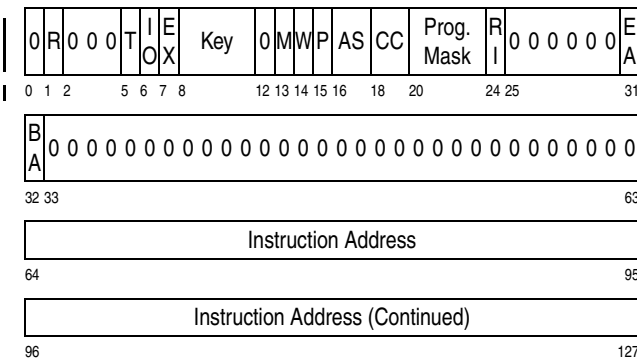 0 R 0 0 0 T I O E X Key 0 M W P AS CC Prog. Mask R I 0 0 0 0 0 0 E A
0 1 2 5 6 7 8 12 13 14 15 16 18 20 24 25 31
B A 0 0 0 0 0 0 0 0 0 0 0 0 0 0 0 0 0 0 0 0 0 0 0 0 0 0 0 0 0 0 0
32 33 63
Instruction Address
64 95
Instruction Address (Continued)
96 127